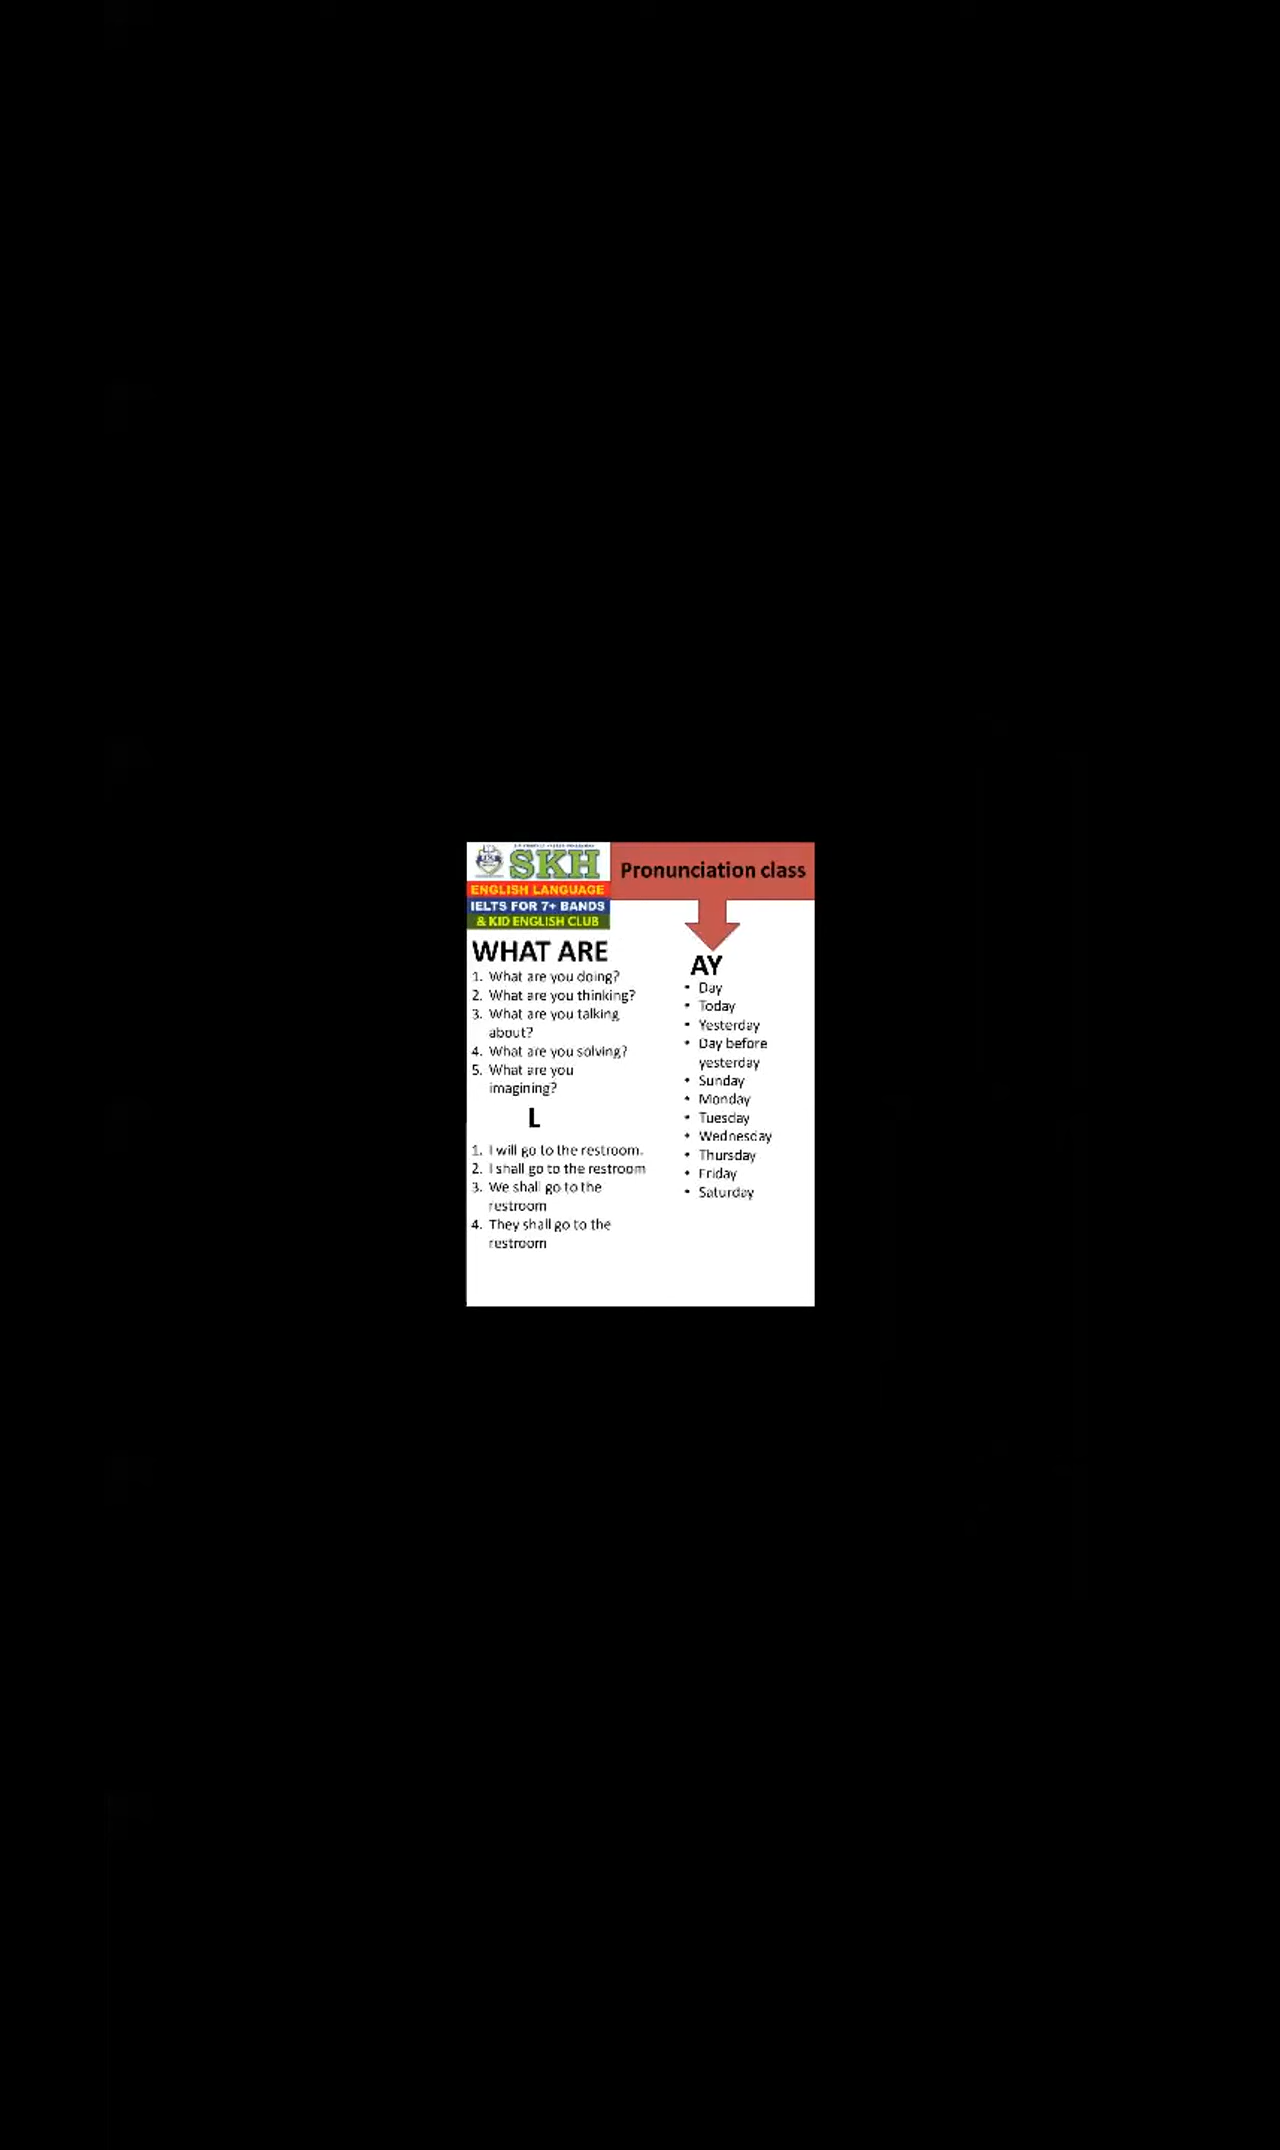 SKH
ENGLISH LANGUAGE
IELTS FOR 7+ BANDS
& KID ENGLISH CLUB
Pronunciation class
WHAT ARE
1. What are you doing?
2. What are you thinking?
3. What are you talking
about?
4. What are you solving?
5. What are you
imagining?
L
1. I will go to the restroom.
2. I shall go to the restroom
3. We shall go to the
restroom
4. They shall go to the
restroom
AY
• Day
• Today
• Yesterday
• Day before
yesterday
• Sunday
• Monday
• Tuesday
• Wednesday
• Thursday
• Friday
• Saturday